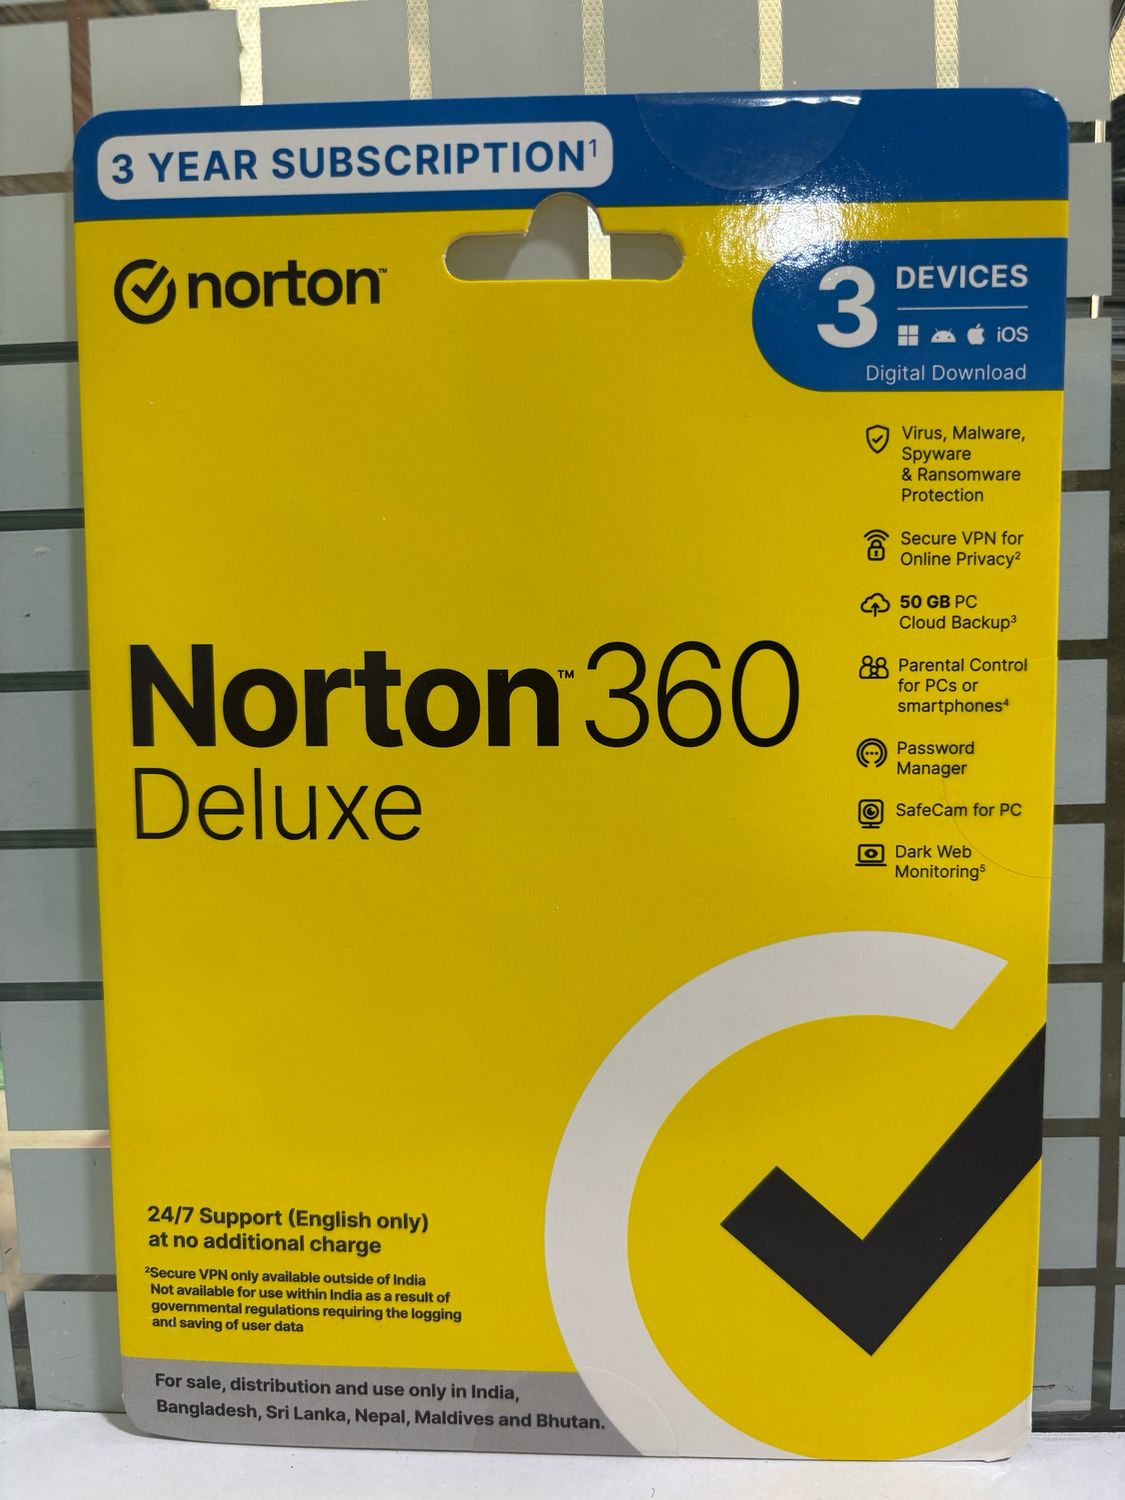 3 YEAR SUBSCRIPTION¹
norton™
3 DEVICES
iOS
Digital Download
Virus, Malware,
Spyware
& Ransomware
Protection
Secure VPN for
Online Privacy²
50 GB PC
Cloud Backup³
Parental Control
for PCs or
smartphones⁴
Password
Manager
SafeCam for PC
Dark Web
Monitoring⁵
Norton™ 360
Deluxe
24/7 Support (English only)
at no additional charge
²Secure VPN only available outside of India
Not available for use within India as a result of
governmental regulations requiring the logging
and saving of user data
For sale, distribution and use only in India,
Bangladesh, Sri Lanka, Nepal, Maldives and Bhutan.